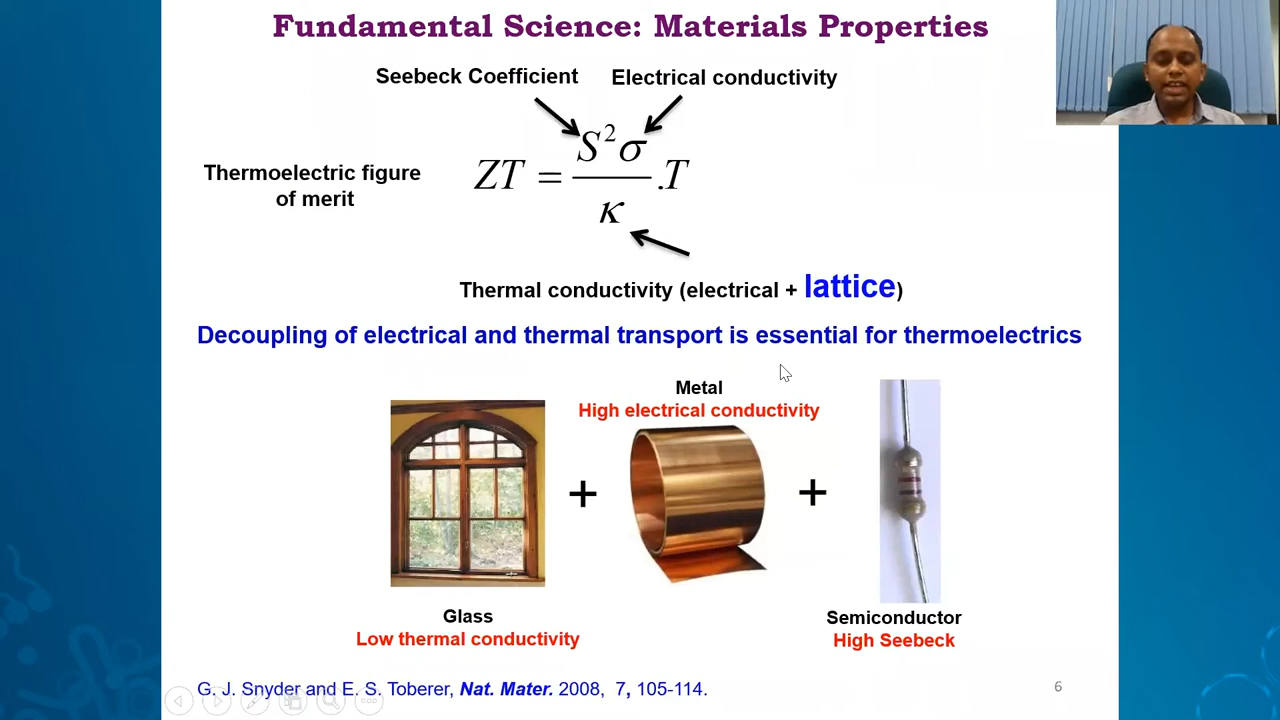 Fundamental Science: Materials Properties
Seebeck Coefficient
Electrical conductivity
Thermoelectric figure
of merit
ZT = S²σ / κ .T
Thermal conductivity (electrical + lattice)
Decoupling of electrical and thermal transport is essential for thermoelectrics
Metal
High electrical conductivity
+
+
Glass
Low thermal conductivity
Semiconductor
High Seebeck
G. J. Snyder and E. S. Toberer, Nat. Mater. 2008, 7, 105-114.
6